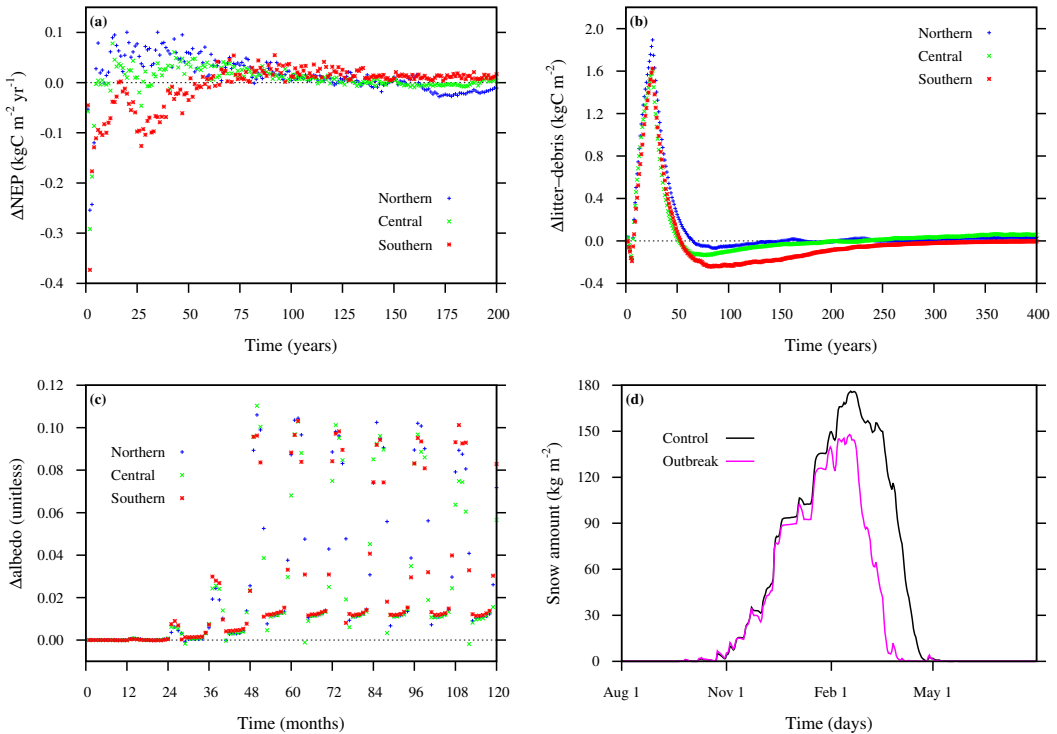 (a)
ΔNEP (kgC m⁻² yr⁻¹)
0.1
0.0
-0.1
-0.2
-0.3
-0.4
Northern
Central
Southern
0 25 50 75 100 125 150 175 200
Time (years)
(b)
Δlitter–debris (kgC m⁻²)
2.0
1.6
1.2
0.8
0.4
0.0
-0.4
Northern
Central
Southern
0 50 100 150 200 250 300 350 400
Time (years)
(c)
Δalbedo (unitless)
0.12
0.10
0.08
0.06
0.04
0.02
0.00
Northern
Central
Southern
0 12 24 36 48 60 72 84 96 108 120
Time (months)
(d)
Snow amount (kg m⁻²)
180
150
120
90
60
30
0
Control
Outbreak
Aug 1 Nov 1 Feb 1 May 1
Time (days)